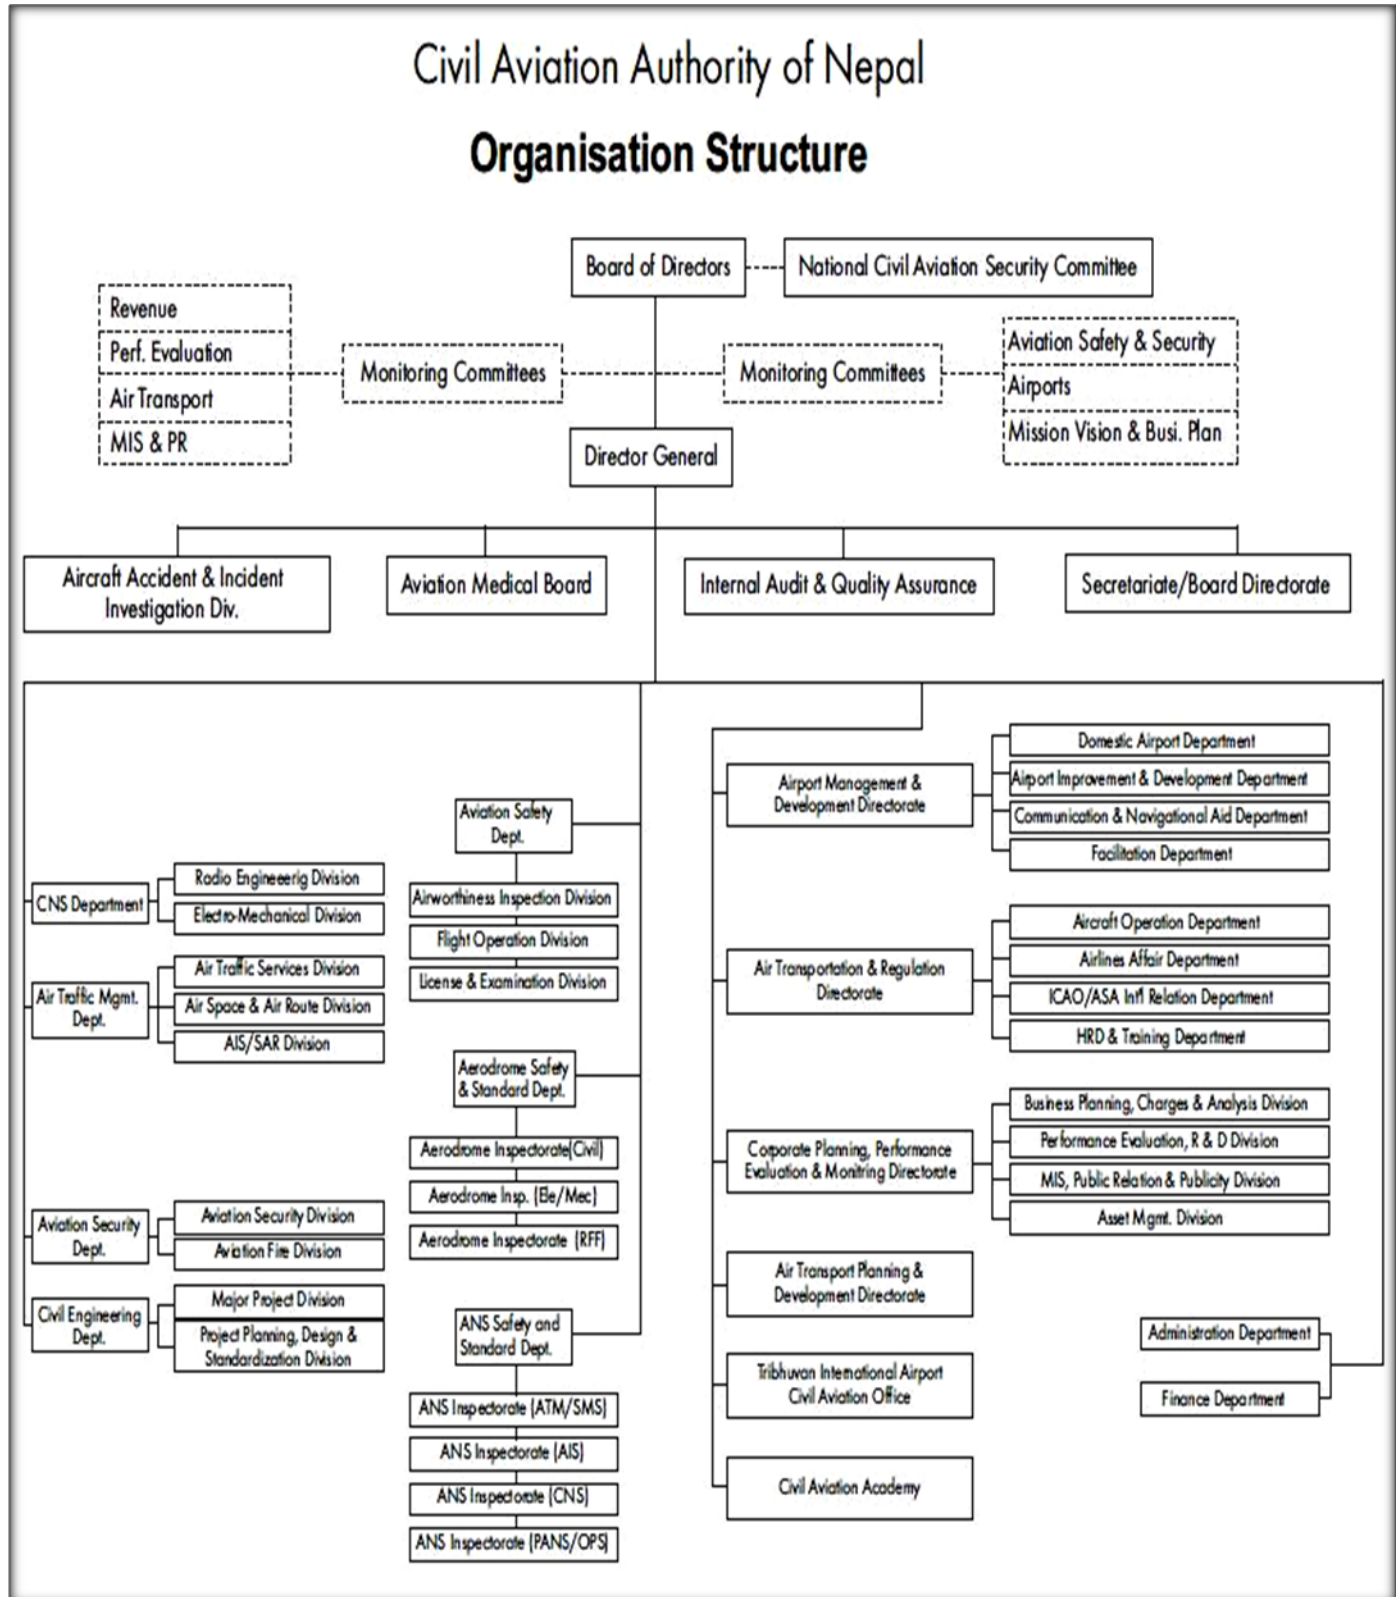 Civil Aviation Authority of Nepal
Organisation Structure
Board of Directors
National Civil Aviation Security Committee
Revenue
Perf. Evaluation
Air Transport
MIS & PR
Monitoring Committees
Monitoring Committees
Aviation Safety & Security
Airports
Mission Vision & Busi. Plan
Director General
Aircraft Accident & Incident
Investigation Div.
Aviation Medical Board
Internal Audit & Quality Assurance
Secretariate/Board Directorate
CNS Department
Radio Engineeerig Division
Electro-Mechanical Division
Air Traffic Mgmt.
Dept.
Air Traffic Services Division
Air Space & Air Route Division
AIS/SAR Division
Aviation Security
Dept.
Aviation Security Division
Aviation Fire Division
Civil Engineering
Dept.
Major Project Division
Project Planning, Design &
Standardization Division
Aviation Safety
Dept.
Airworthiness Inspection Division
Flight Operation Division
License & Examination Division
Aerodrome Safety
& Standard Dept.
Aerodrome Inspectorate(Civil)
Aerodrome Insp. (Ele/Mec)
Aerodrome Inspectorate (RFF)
ANS Safety and
Standard Dept.
ANS Inspectorate (ATM/SMS)
ANS Inspectorate (AIS)
ANS Inspectorate (CNS)
ANS Inspectorate (PANS/OPS)
Airport Management &
Development Directorate
Domestic Airport Department
Airport Improvement & Development Department
Communication & Navigational Aid Department
Facilitation Department
Air Transportation & Regulation
Directorate
Aircraft Operation Department
Airlines Affair Department
ICAO/ASA Int'l Relation Department
HRD & Training Department
Corporate Planning, Performance
Evaluation & Monitring Directorate
Business Planning, Charges & Analysis Division
Performance Evaluation, R & D Division
MIS, Public Relation & Publicity Division
Asset Mgmt. Division
Air Transport Planning &
Development Directorate
Tribhuvan International Airport
Civil Aviation Office
Civil Aviation Academy
Administration Department
Finance Department